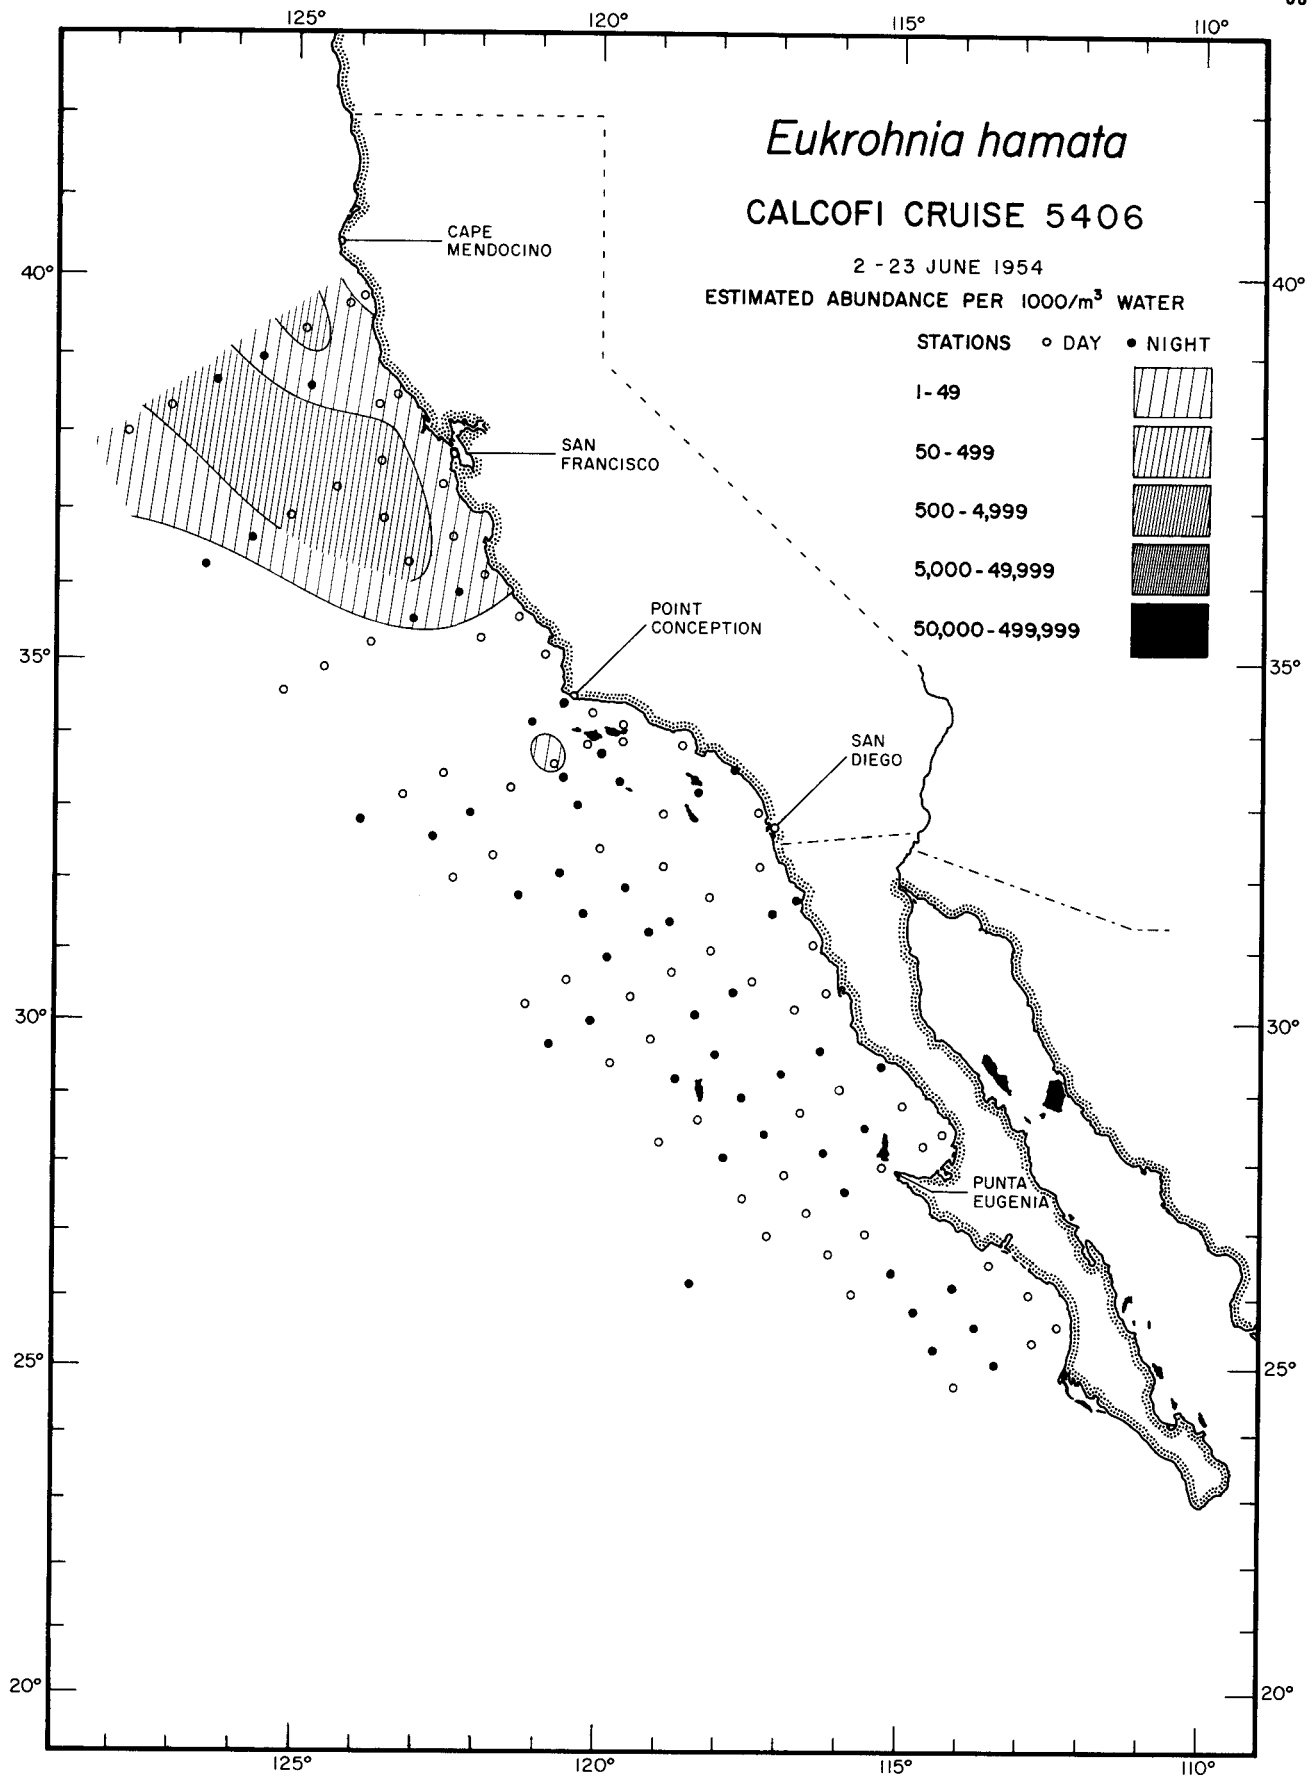 125°
120°
115°
110°
Eukrohnia hamata
CALCOFI CRUISE 5406
2 - 23 JUNE 1954
ESTIMATED ABUNDANCE PER 1000/m³ WATER
STATIONS ○ DAY ● NIGHT
1 - 49
50 - 499
500 - 4,999
5,000 - 49,999
50,000 - 499,999
CAPE
MENDOCINO
40°
40°
SAN
FRANCISCO
POINT
CONCEPTION
35°
35°
SAN
DIEGO
30°
30°
PUNTA
EUGENIA
25°
25°
20°
20°
125°
120°
115°
110°